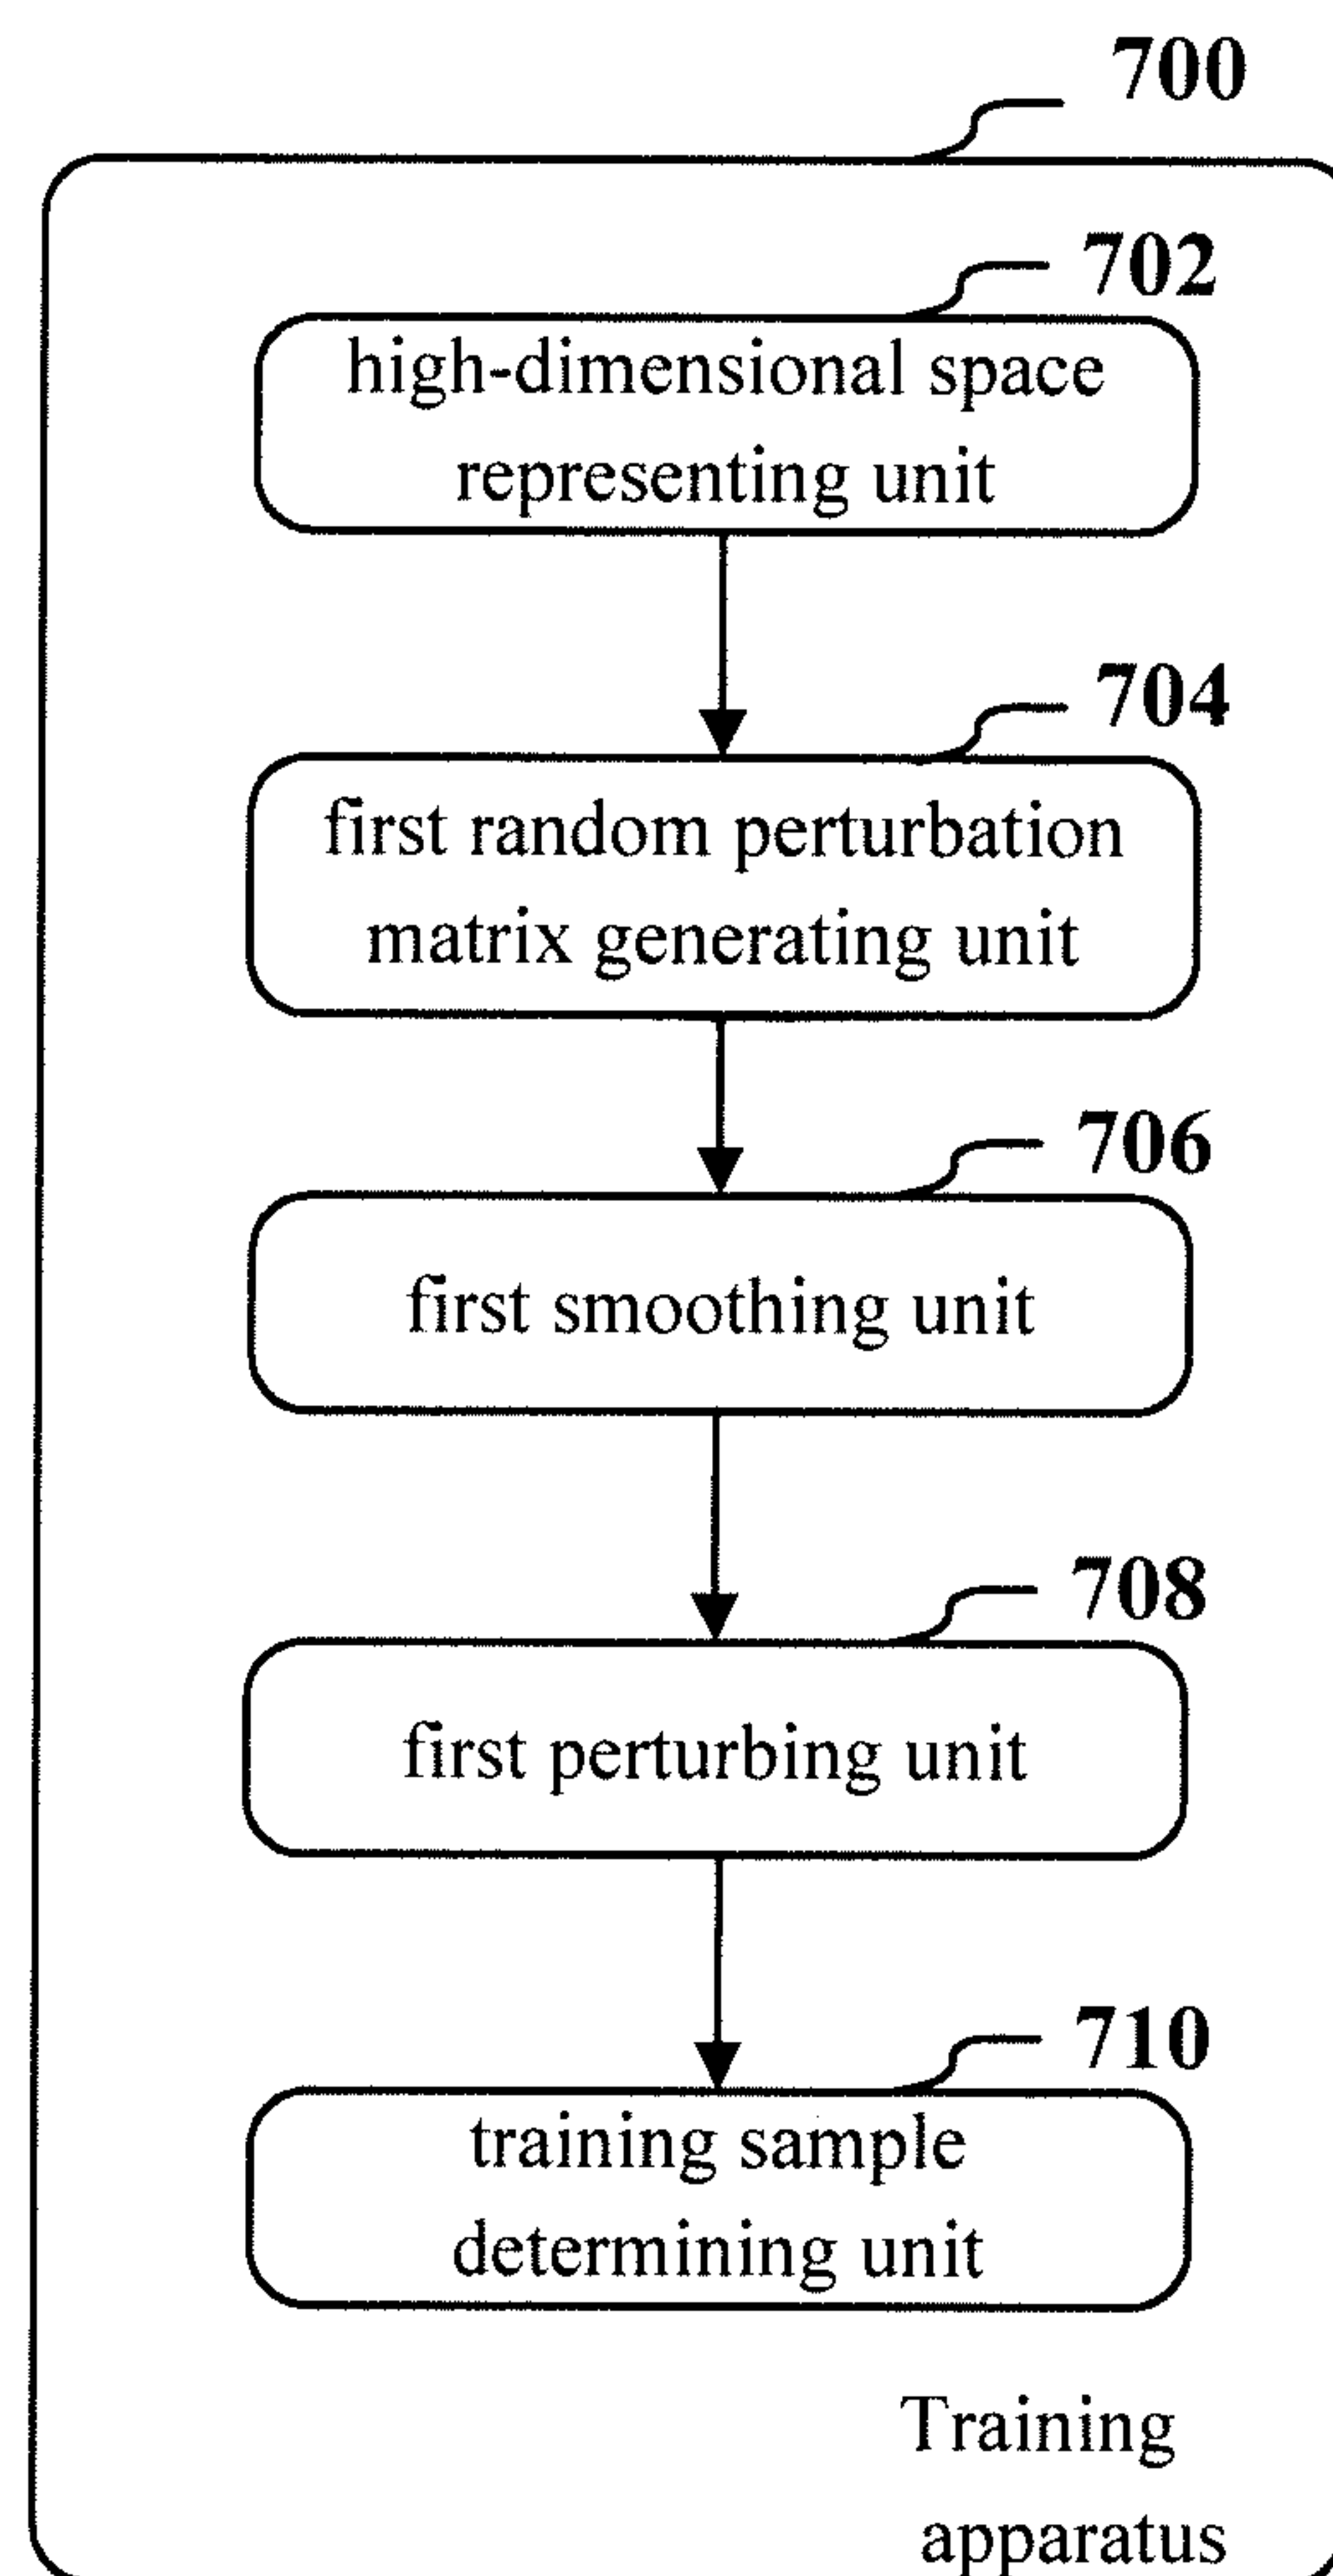 700
702
high-dimensional space
representing unit
704
first random perturbation
matrix generating unit
706
first smoothing unit
708
first perturbing unit
710
training sample
determining unit
Training
apparatus